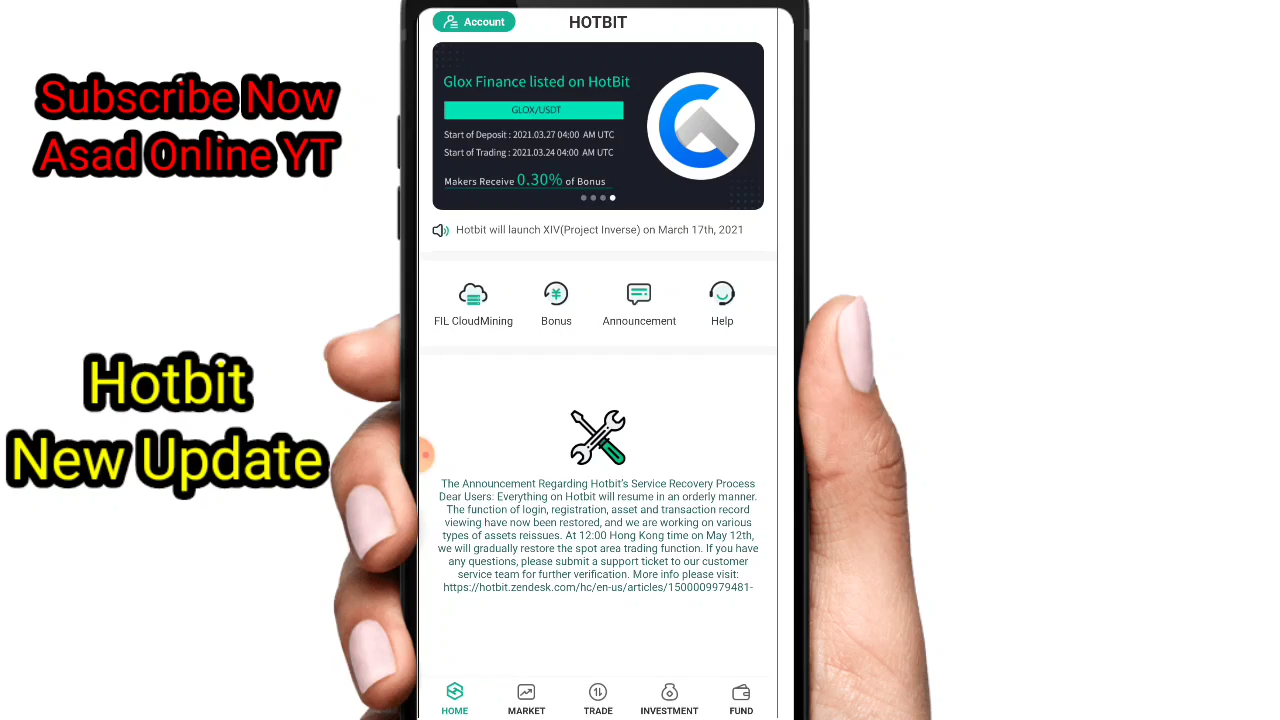 Subscribe Now
Asad Online YT
Hotbit
New Update
Account
HOTBIT
Glox Finance listed on HotBit
GLOX/USDT
Start of Deposit : 2021.03.27 04:00 AM UTC
Start of Trading : 2021.03.24 04:00 AM UTC
Makers Receive 0.30% of Bonus
Hotbit will launch XIV(Project Inverse) on March 17th, 2021
FIL CloudMining
Bonus
Announcement
Help
The Announcement Regarding Hotbit's Service Recovery Process
Dear Users: Everything on Hotbit will resume in an orderly manner.
The function of login, registration, asset and transaction record
viewing have now been restored, and we are working on various
types of assets reissues. At 12:00 Hong Kong time on May 12th,
we will gradually restore the spot area trading function. If you have
any questions, please submit a support ticket to our customer
service team for further verification. More info please visit:
https://hotbit.zendesk.com/hc/en-us/articles/1500009979481-
HOME
MARKET
TRADE
INVESTMENT
FUND